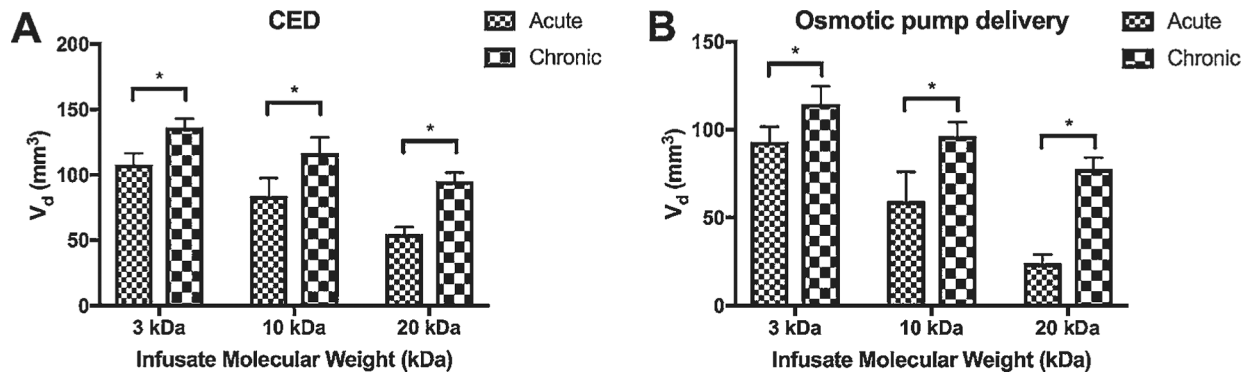 A
CED
Acute
Chronic
200
150
100
50
0
V_d (mm³)
*
*
*
3 kDa
10 kDa
20 kDa
Infusate Molecular Weight (kDa)
B
Osmotic pump delivery
Acute
Chronic
150
100
50
0
V_d (mm³)
*
*
*
3 kDa
10 kDa
20 kDa
Infusate Molecular Weight (kDa)